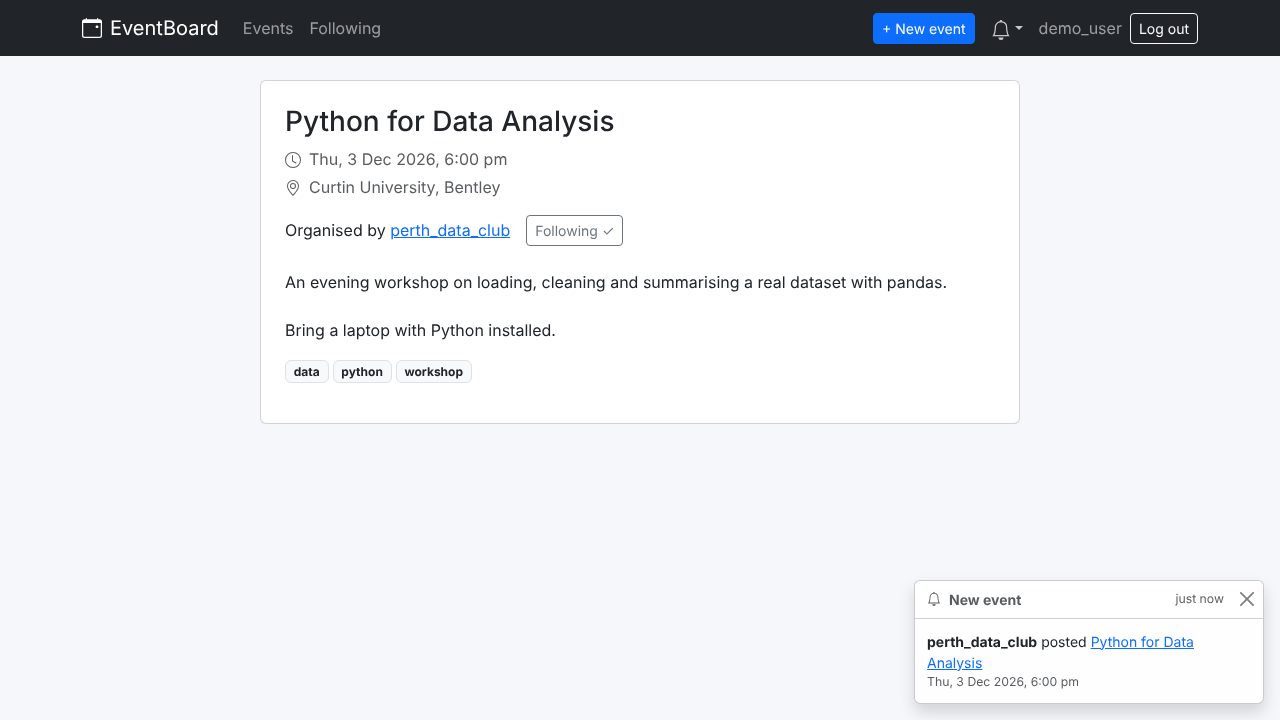 EventBoard Events Following + New event demo_user Log out
Python for Data Analysis
Thu, 3 Dec 2026, 6:00 pm
Curtin University, Bentley
Organised by perth_data_club Following ✓
An evening workshop on loading, cleaning and summarising a real dataset with pandas.
Bring a laptop with Python installed.
data python workshop
New event just now
perth_data_club posted Python for Data
Analysis
Thu, 3 Dec 2026, 6:00 pm